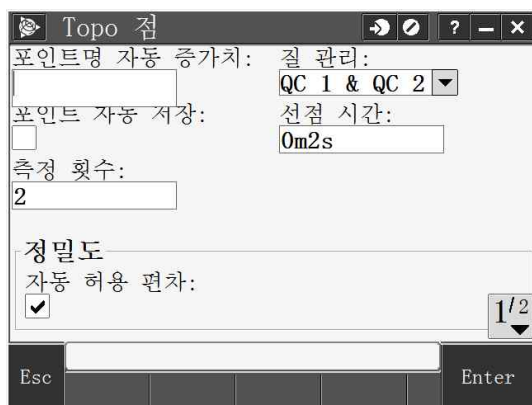 Topo 점
? – ×
포인트명 자동 증가치: 질 관리:
QC 1 & QC 2
포인트 자동 저장: 선점 시간:
0m2s
측정 횟수:
2
정밀도
자동 허용 편차:
1/2
Esc Enter